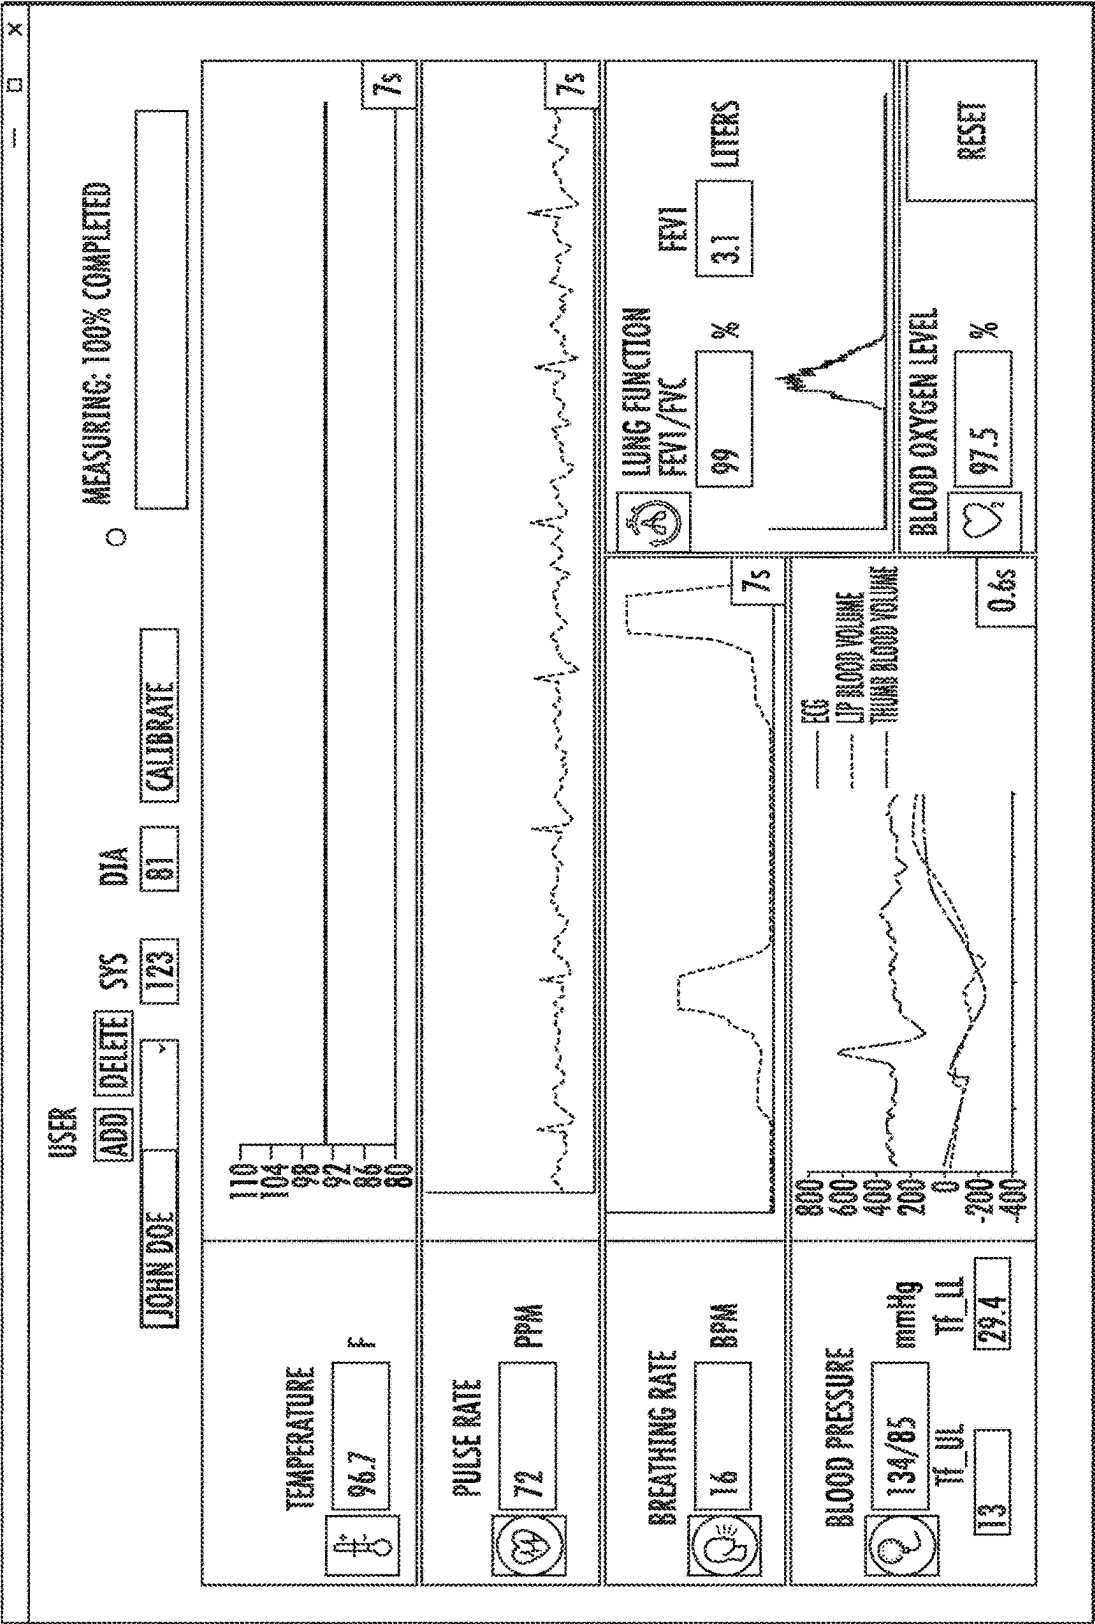 USER
ADD DELETE SYS DIA
JOHN DOE 123 81 CALIBRATE
MEASURING: 100% COMPLETED
TEMPERATURE
96.7 F
110
104
98
92
86
80
7s
PULSE RATE
72 PPM
7s
BREATHING RATE
16 BPM
7s
LUNG FUNCTION
FEV1/FVC FEV1
99 % 3.1 LITERS
BLOOD PRESSURE
134/85 mmHg
Tf_UL Tf_LL
13 29.4
800
600
400
200
0
-200
-400
ECG
LIP BLOOD VOLUME
THUMB BLOOD VOLUME
0.6s
BLOOD OXYGEN LEVEL
97.5 %
RESET